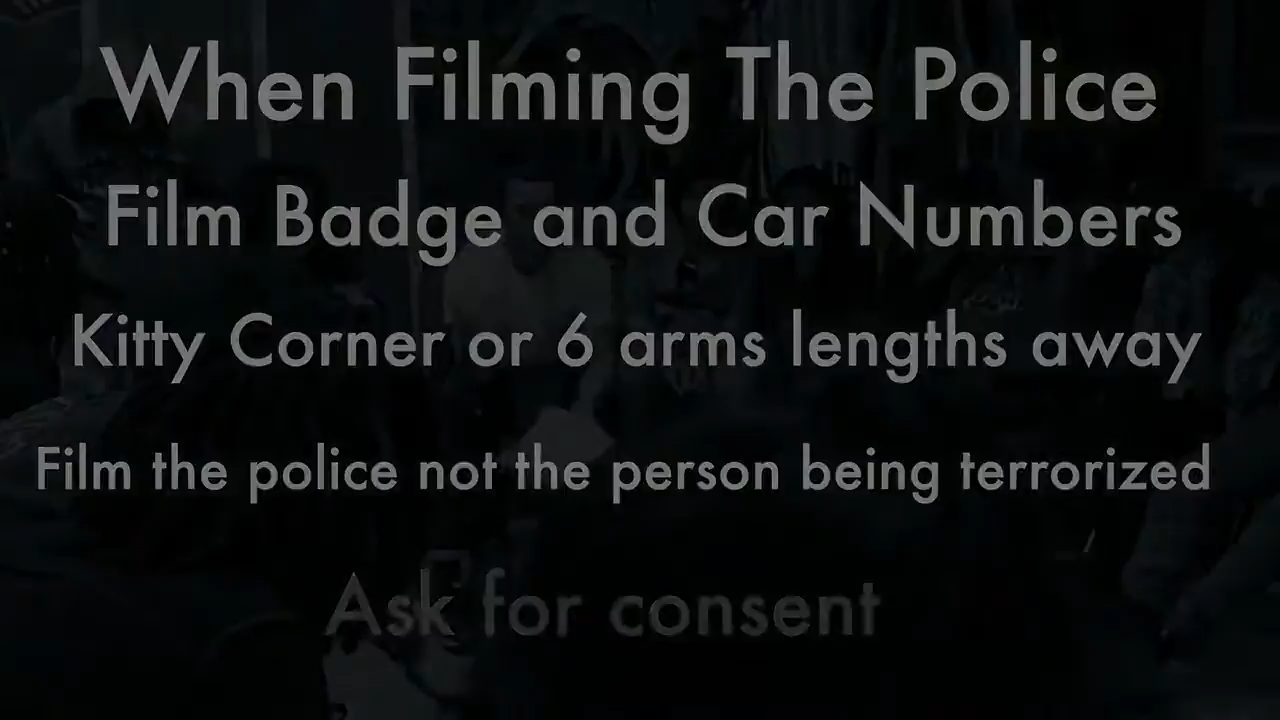 When Filming The Police
Film Badge and Car Numbers
Kitty Corner or 6 arms lengths away
Film the police not the person being terrorized
Ask for consent